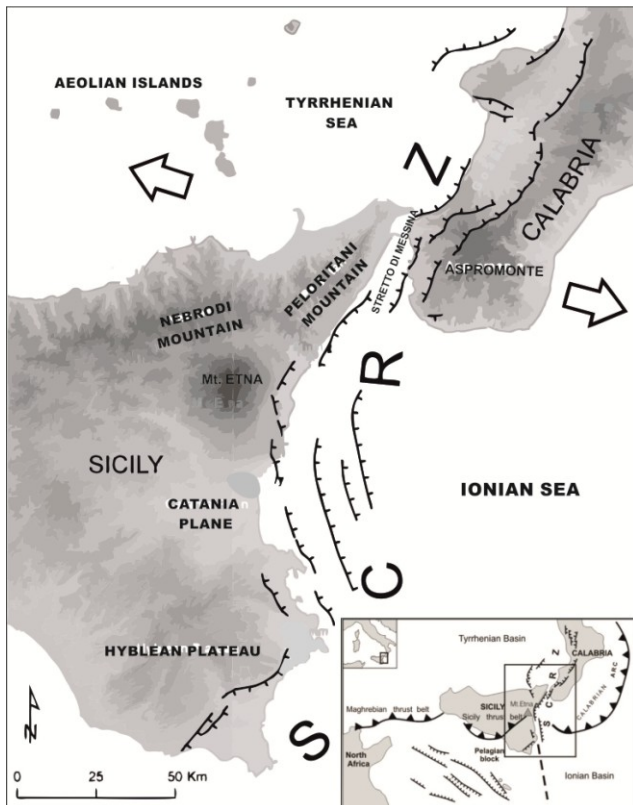 AEOLIAN ISLANDS
TYRRHENIAN
SEA
Z
CALABRIA
STRETTO DI MESSINA
ASPROMONTE
PELORITANI
MOUNTAIN
NEBRODI
MOUNTAIN
Mt. ETNA
R
SICILY
IONIAN SEA
CATANIA
PLANE
C
HYBLEAN PLATEAU
S
N
0 25 50 Km
Tyrrhenian Basin
CALABRIA
Z
R
C
S
CALABRIAN ARC
SICILY
Mt.Etna
Maghrebian thrust belt
Sicily thrust belt
Pelagian
block
North
Africa
Ionian Basin